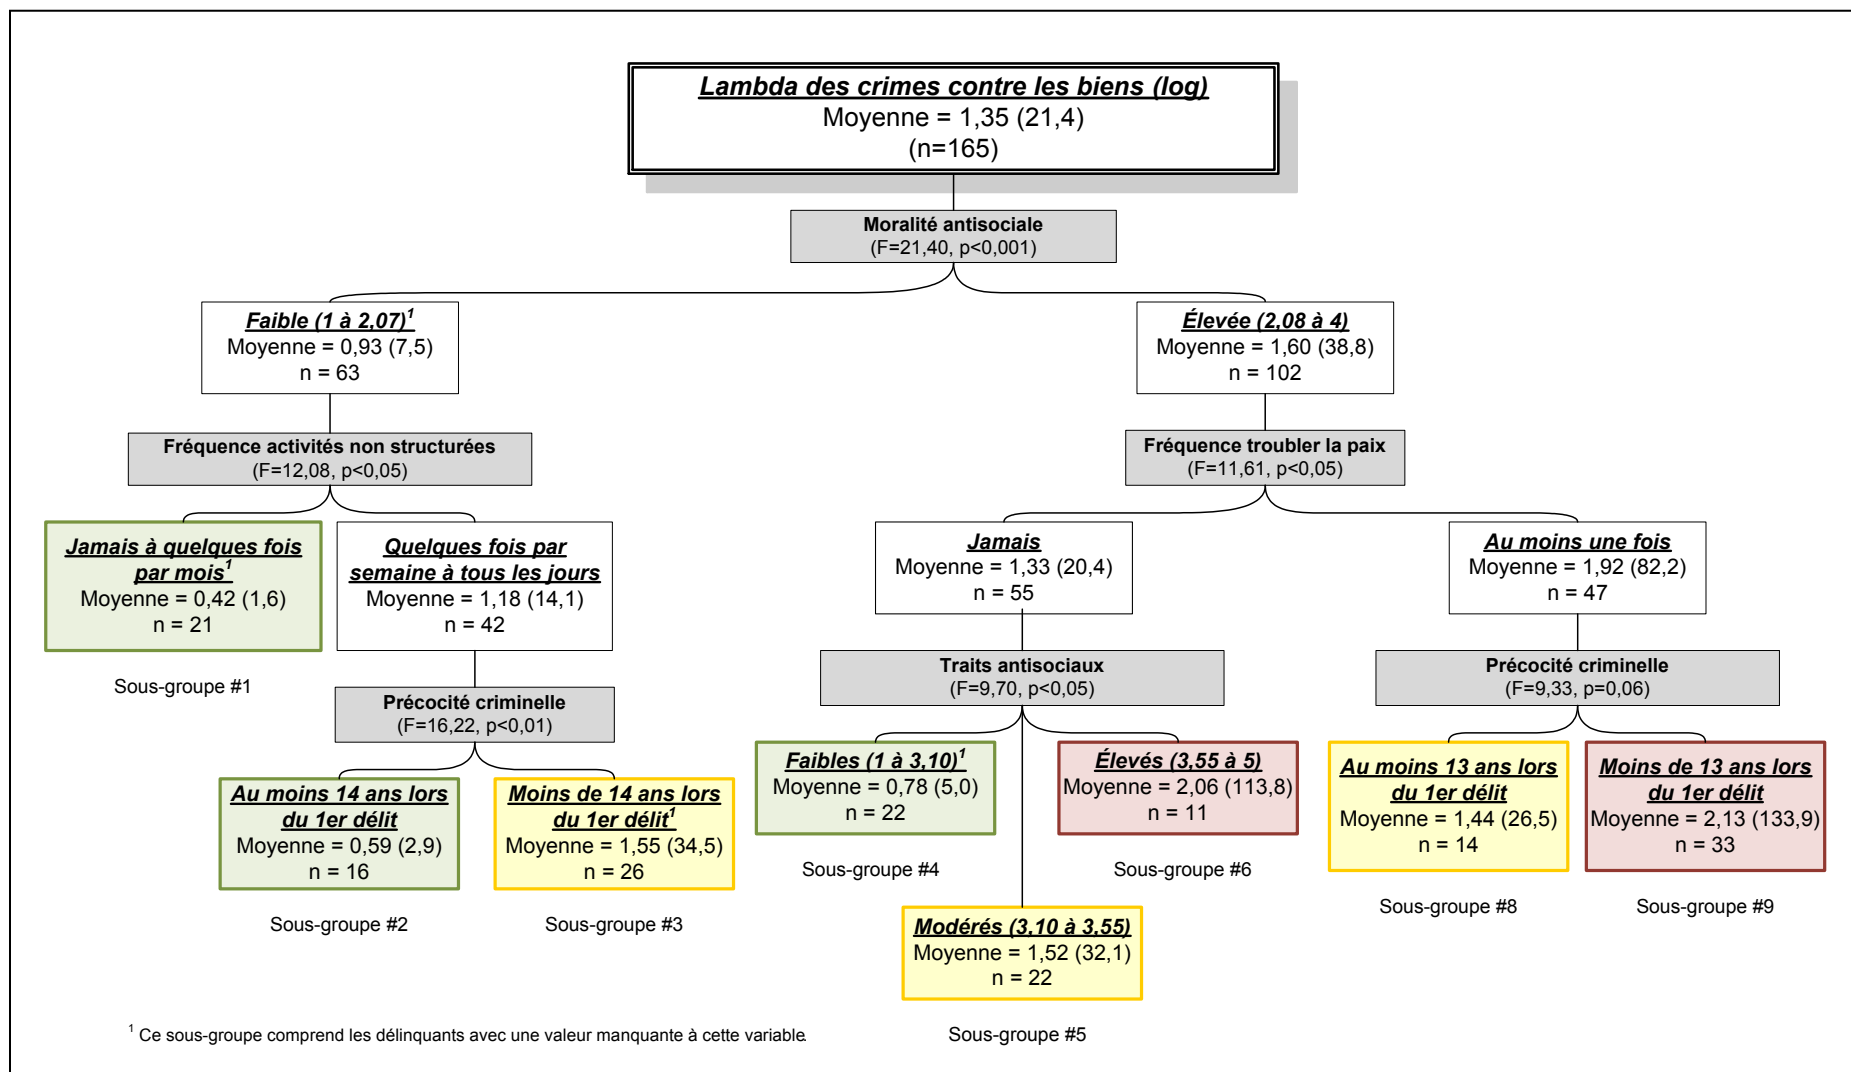 Lambda des crimes contre les biens (log)
Moyenne = 1,35 (21,4)
(n=165)
Moralité antisociale
(F=21,40, p<0,001)
Faible (1 à 2,07)¹
Moyenne = 0,93 (7,5)
n = 63
Élevée (2,08 à 4)
Moyenne = 1,60 (38,8)
n = 102
Fréquence activités non structurées
(F=12,08, p<0,05)
Fréquence troubler la paix
(F=11,61, p<0,05)
Jamais à quelques fois
par mois¹
Moyenne = 0,42 (1,6)
n = 21
Sous-groupe #1
Quelques fois par
semaine à tous les jours
Moyenne = 1,18 (14,1)
n = 42
Jamais
Moyenne = 1,33 (20,4)
n = 55
Au moins une fois
Moyenne = 1,92 (82,2)
n = 47
Précocité criminelle
(F=16,22, p<0,01)
Traits antisociaux
(F=9,70, p<0,05)
Précocité criminelle
(F=9,33, p=0,06)
Au moins 14 ans lors
du 1er délit
Moyenne = 0,59 (2,9)
n = 16
Sous-groupe #2
Moins de 14 ans lors
du 1er délit¹
Moyenne = 1,55 (34,5)
n = 26
Sous-groupe #3
Faibles (1 à 3,10)¹
Moyenne = 0,78 (5,0)
n = 22
Sous-groupe #4
Élevés (3,55 à 5)
Moyenne = 2,06 (113,8)
n = 11
Sous-groupe #6
Au moins 13 ans lors
du 1er délit
Moyenne = 1,44 (26,5)
n = 14
Sous-groupe #8
Moins de 13 ans lors
du 1er délit
Moyenne = 2,13 (133,9)
n = 33
Sous-groupe #9
Modérés (3,10 à 3,55)
Moyenne = 1,52 (32,1)
n = 22
Sous-groupe #5
¹ Ce sous-groupe comprend les délinquants avec une valeur manquante à cette variable.